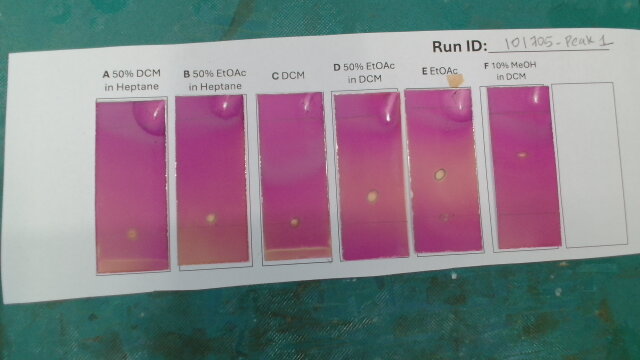 Run ID: 101705-Peak 1
A 50% DCM
in Heptane
B 50% EtOAc
in Heptane
C DCM
D 50% EtOAc
in DCM
E EtOAc
F 10% MeOH
in DCM